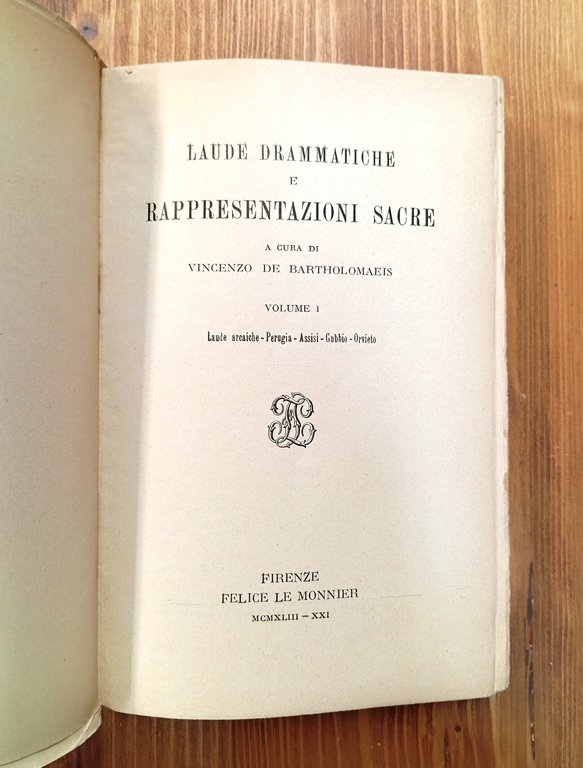 LAUDE DRAMMATICHE
E
RAPPRESENTAZIONI SACRE
A CURA DI
VINCENZO DE BARTHOLOMAEIS
VOLUME I
Laude arcaiche - Perugia - Assisi - Gubbio - Orvieto
FIRENZE
FELICE LE MONNIER
MCMXLIII – XXI